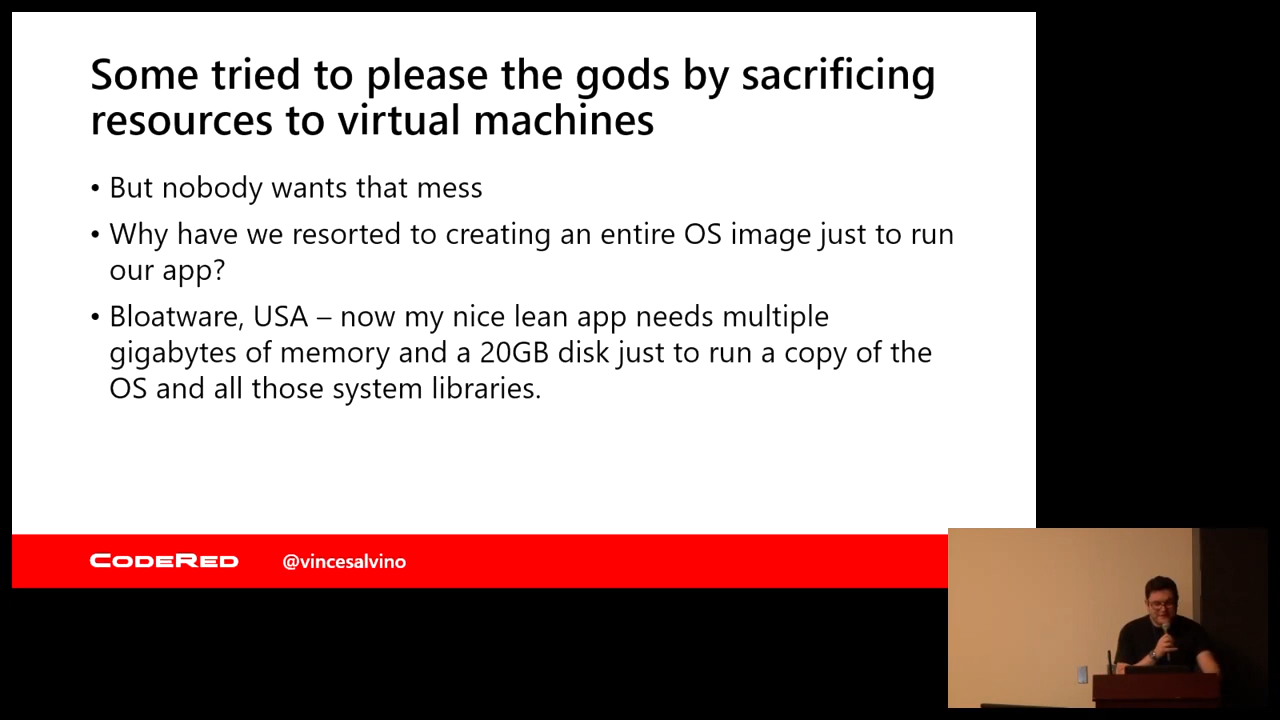 Some tried to please the gods by sacrificing
resources to virtual machines
• But nobody wants that mess
• Why have we resorted to creating an entire OS image just to run
our app?
• Bloatware, USA – now my nice lean app needs multiple
gigabytes of memory and a 20GB disk just to run a copy of the
OS and all those system libraries.
CODERED @vincesalvino